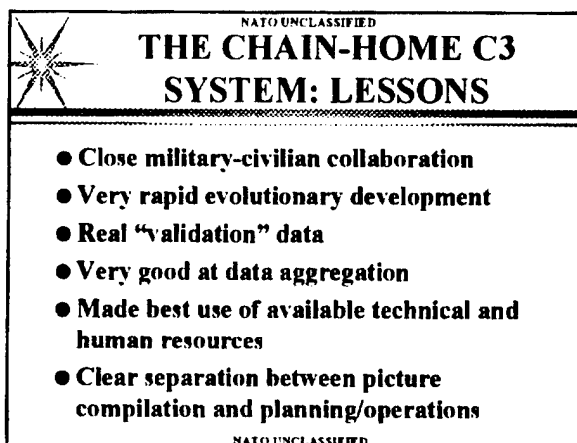 NATO UNCLASSIFIED
THE CHAIN-HOME C3
SYSTEM: LESSONS
● Close military-civilian collaboration
● Very rapid evolutionary development
● Real “validation” data
● Very good at data aggregation
● Made best use of available technical and
human resources
● Clear separation between picture
compilation and planning/operations
NATO UNCLASSIFIED